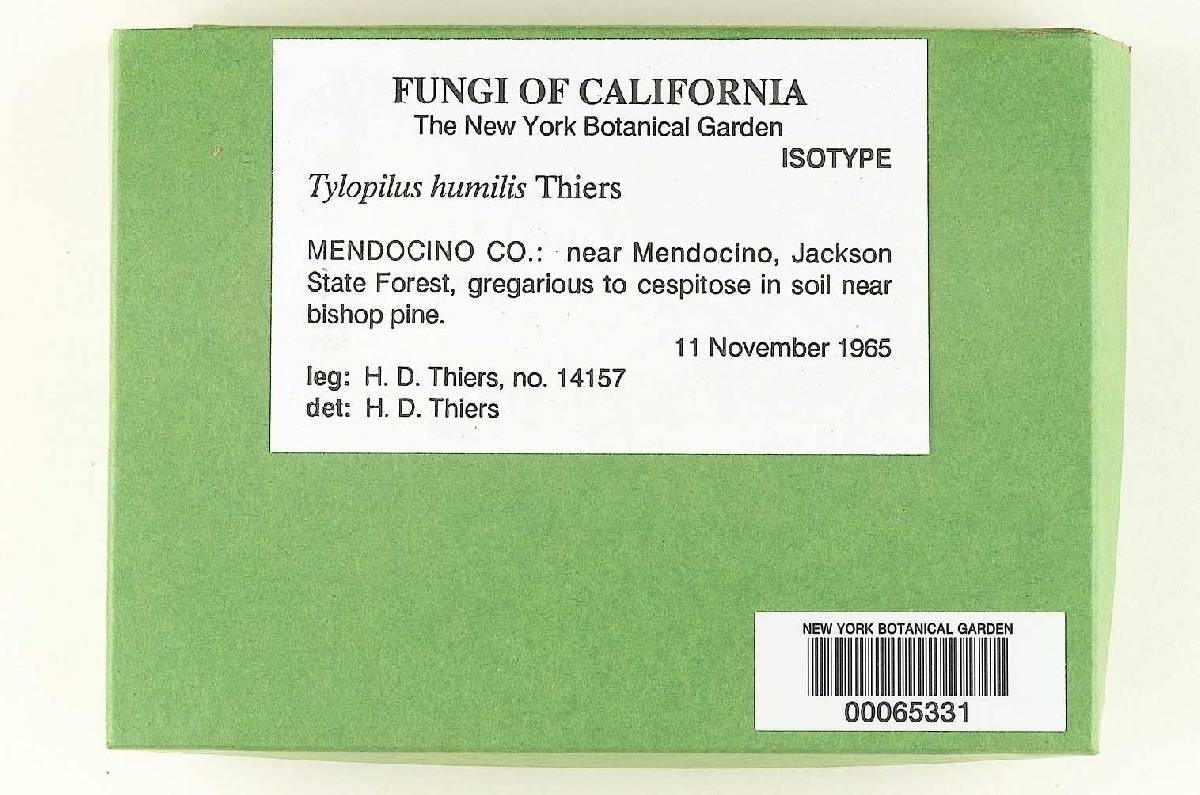 FUNGI OF CALIFORNIA
The New York Botanical Garden
ISOTYPE
Tylopilus humilis Thiers
MENDOCINO CO.: near Mendocino, Jackson
State Forest, gregarious to cespitose in soil near
bishop pine.
11 November 1965
leg: H. D. Thiers, no. 14157
det: H. D. Thiers
NEW YORK BOTANICAL GARDEN
00065331